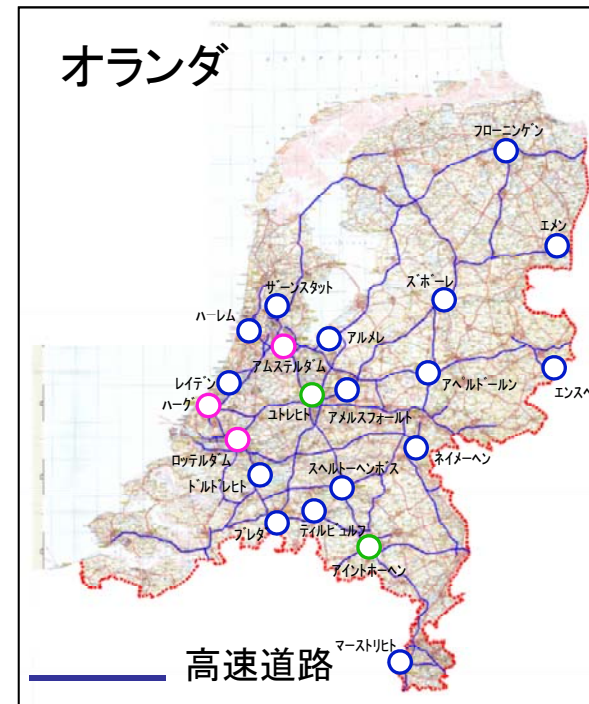 オランダ
フローニンゲン
エメン
ザーンスタット
ズボーレ
ハーレム
アルメレ
アムステルダム
アペルドールン
エンスヘ
レイデン
ハーグ
ユトレヒト
アメルスフォールト
ロッテルダム
ネイメーヘン
ドルドレヒト
スヘルトーヘンボス
ブレダ
ティルビュルフ
アイントホーヘン
マーストリヒト
高速道路